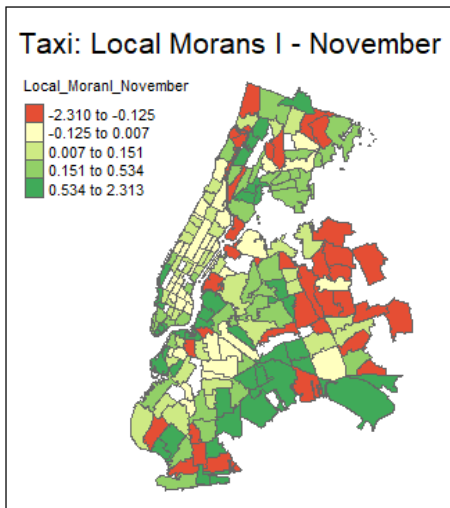 Taxi: Local Morans I - November
Local_MoranI_November
-2.310 to -0.125
-0.125 to 0.007
0.007 to 0.151
0.151 to 0.534
0.534 to 2.313